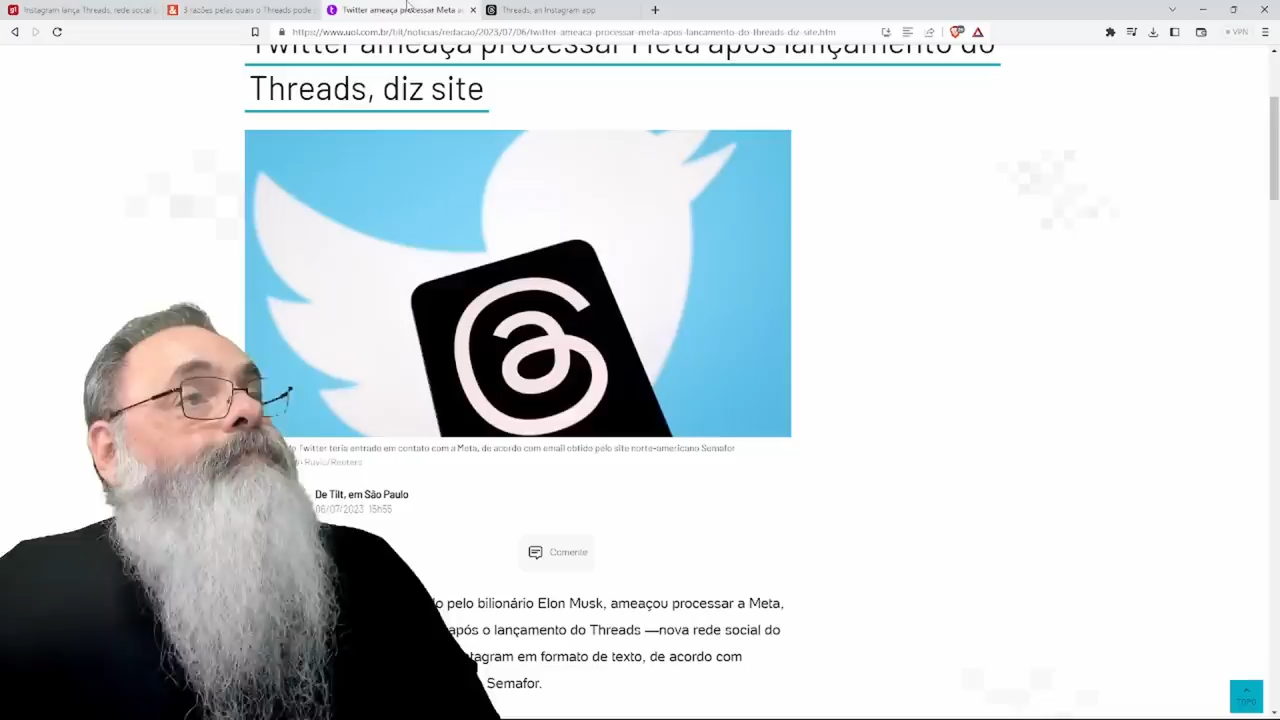 Instagram lança Threads, rede social
3 razões pelas quais o Threads pode
Twitter ameaça processar Meta
Threads, an Instagram app
https://www.uol.com.br/tilt/noticias/redacao/2023/07/06/twitter-ameaca-processar-meta-apos-lancamento-do-threads-diz-site.htm
VPN
Twitter ameaça processar Meta após lançamento do
Threads, diz site
Twitter teria entrado em contato com a Meta, de acordo com email obtido pelo site norte-americano Semafor
Ruvic/Reuters
De Tilt, em São Paulo
06/07/2023 15h55
Comente
pelo bilionário Elon Musk, ameaçou processar a Meta,
após o lançamento do Threads —nova rede social do
em formato de texto, de acordo com
Semafor.
TOPO